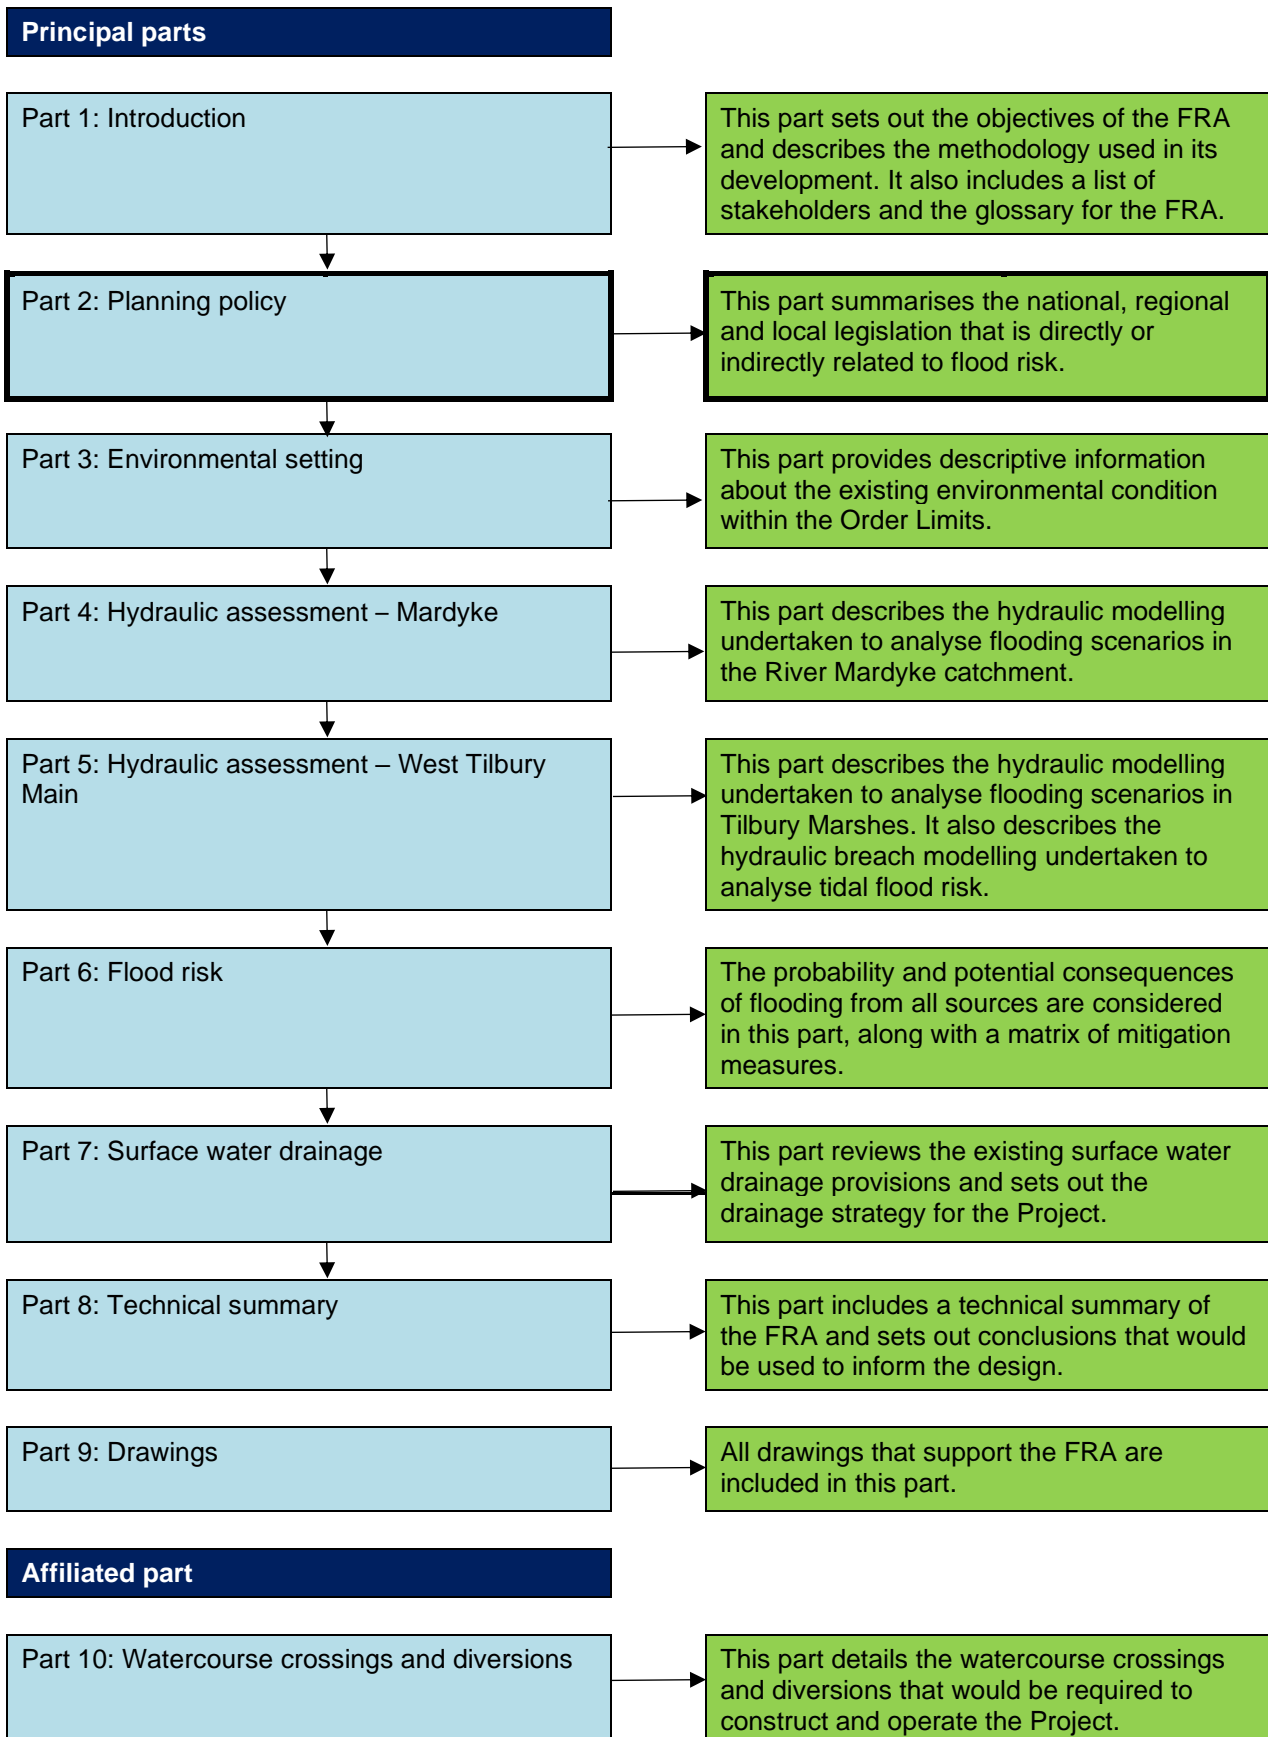 Principal parts
Part 1: Introduction
This part sets out the objectives of the FRA
and describes the methodology used in its
development. It also includes a list of
stakeholders and the glossary for the FRA.
Part 2: Planning policy
This part summarises the national, regional
and local legislation that is directly or
indirectly related to flood risk.
Part 3: Environmental setting
This part provides descriptive information
about the existing environmental condition
within the Order Limits.
Part 4: Hydraulic assessment – Mardyke
This part describes the hydraulic modelling
undertaken to analyse flooding scenarios in
the River Mardyke catchment.
Part 5: Hydraulic assessment – West Tilbury
Main
This part describes the hydraulic modelling
undertaken to analyse flooding scenarios in
Tilbury Marshes. It also describes the
hydraulic breach modelling undertaken to
analyse tidal flood risk.
Part 6: Flood risk
The probability and potential consequences
of flooding from all sources are considered
in this part, along with a matrix of mitigation
measures.
Part 7: Surface water drainage
This part reviews the existing surface water
drainage provisions and sets out the
drainage strategy for the Project.
Part 8: Technical summary
This part includes a technical summary of
the FRA and sets out conclusions that would
be used to inform the design.
Part 9: Drawings
All drawings that support the FRA are
included in this part.
Affiliated part
Part 10: Watercourse crossings and diversions
This part details the watercourse crossings
and diversions that would be required to
construct and operate the Project.